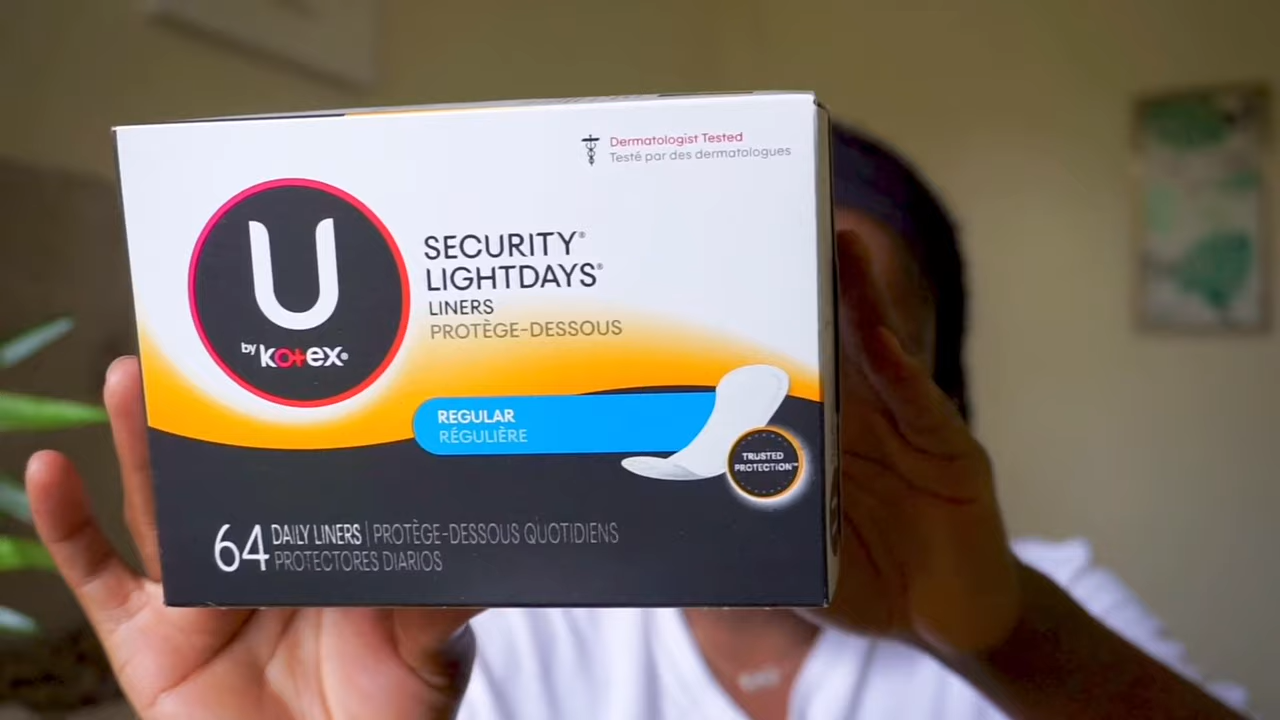 Dermatologist Tested
Testé par des dermatologues
U
by kotex®
SECURITY®
LIGHTDAYS®
LINERS
PROTÈGE-DESSOUS
REGULAR
RÉGULIÈRE
TRUSTED
PROTECTION™
64 DAILY LINERS | PROTÈGE-DESSOUS QUOTIDIENS
PROTECTORES DIARIOS